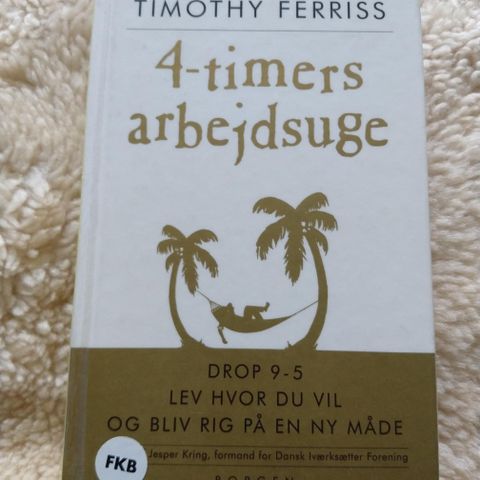 TIMOTHY FERRISS
4-timers
arbejdsuge
DROP 9-5
LEV HVOR DU VIL
OG BLIV RIG PÅ EN NY MÅDE
Jesper Kring, formand for Dansk Iværksætter Forening
FKB
BORGEN